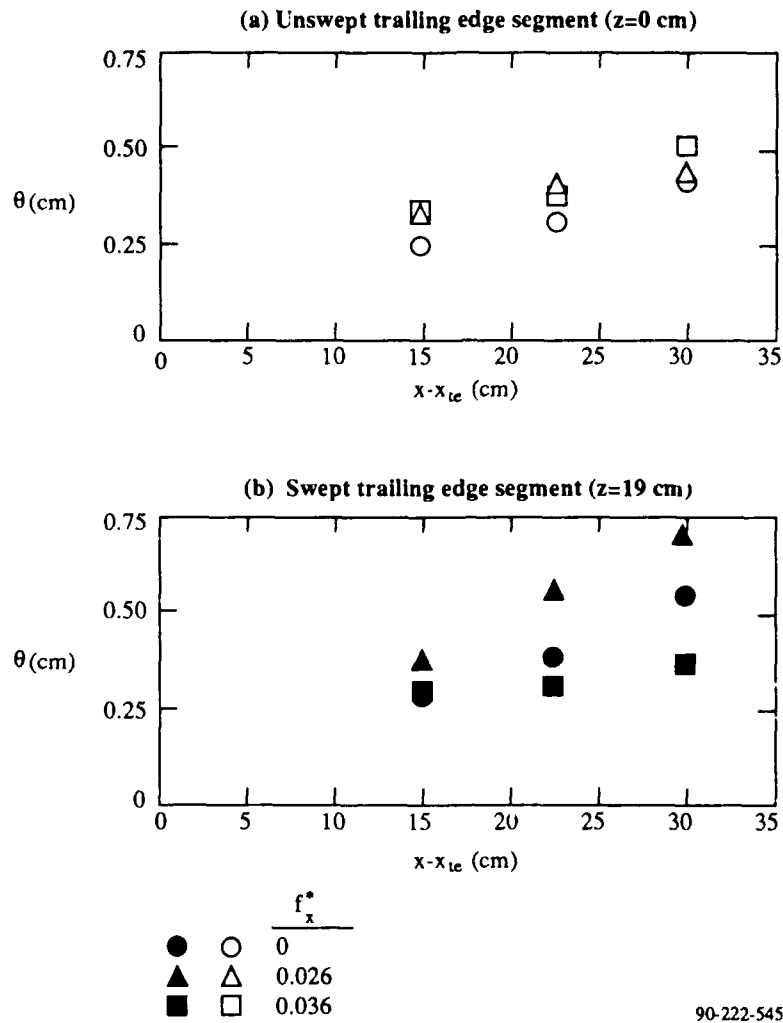 (a) Unswept trailing edge segment (z=0 cm)
0.75
0.50
θ (cm)
0.25
0
0 5 10 15 20 25 30 35
x-x_te (cm)
(b) Swept trailing edge segment (z=19 cm)
0.75
0.50
θ (cm)
0.25
0
0 5 10 15 20 25 30 35
x-x_te (cm)
f*_x
0
0.026
0.036
90-222-545